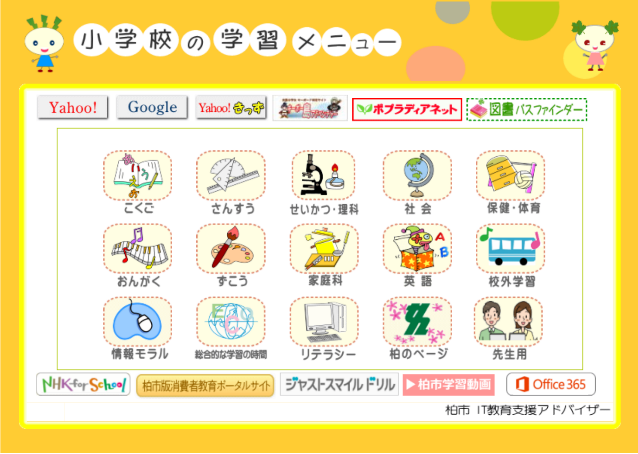 小学校の学習メニュー
Yahoo! Google Yahoo!きっず ポプラディアネット 図書パスファインダー
こくご さんすう せいかつ・理科 社会 保健・体育
おんがく ずこう 家庭科 英語 校外学習
情報モラル 総合的な学習の時間 リテラシー 柏のページ 先生用
NHK for School 柏市版消費者教育ポータルサイト ジャストスマイルドリル ▶柏市学習動画 Office 365
柏市 IT教育支援アドバイザー